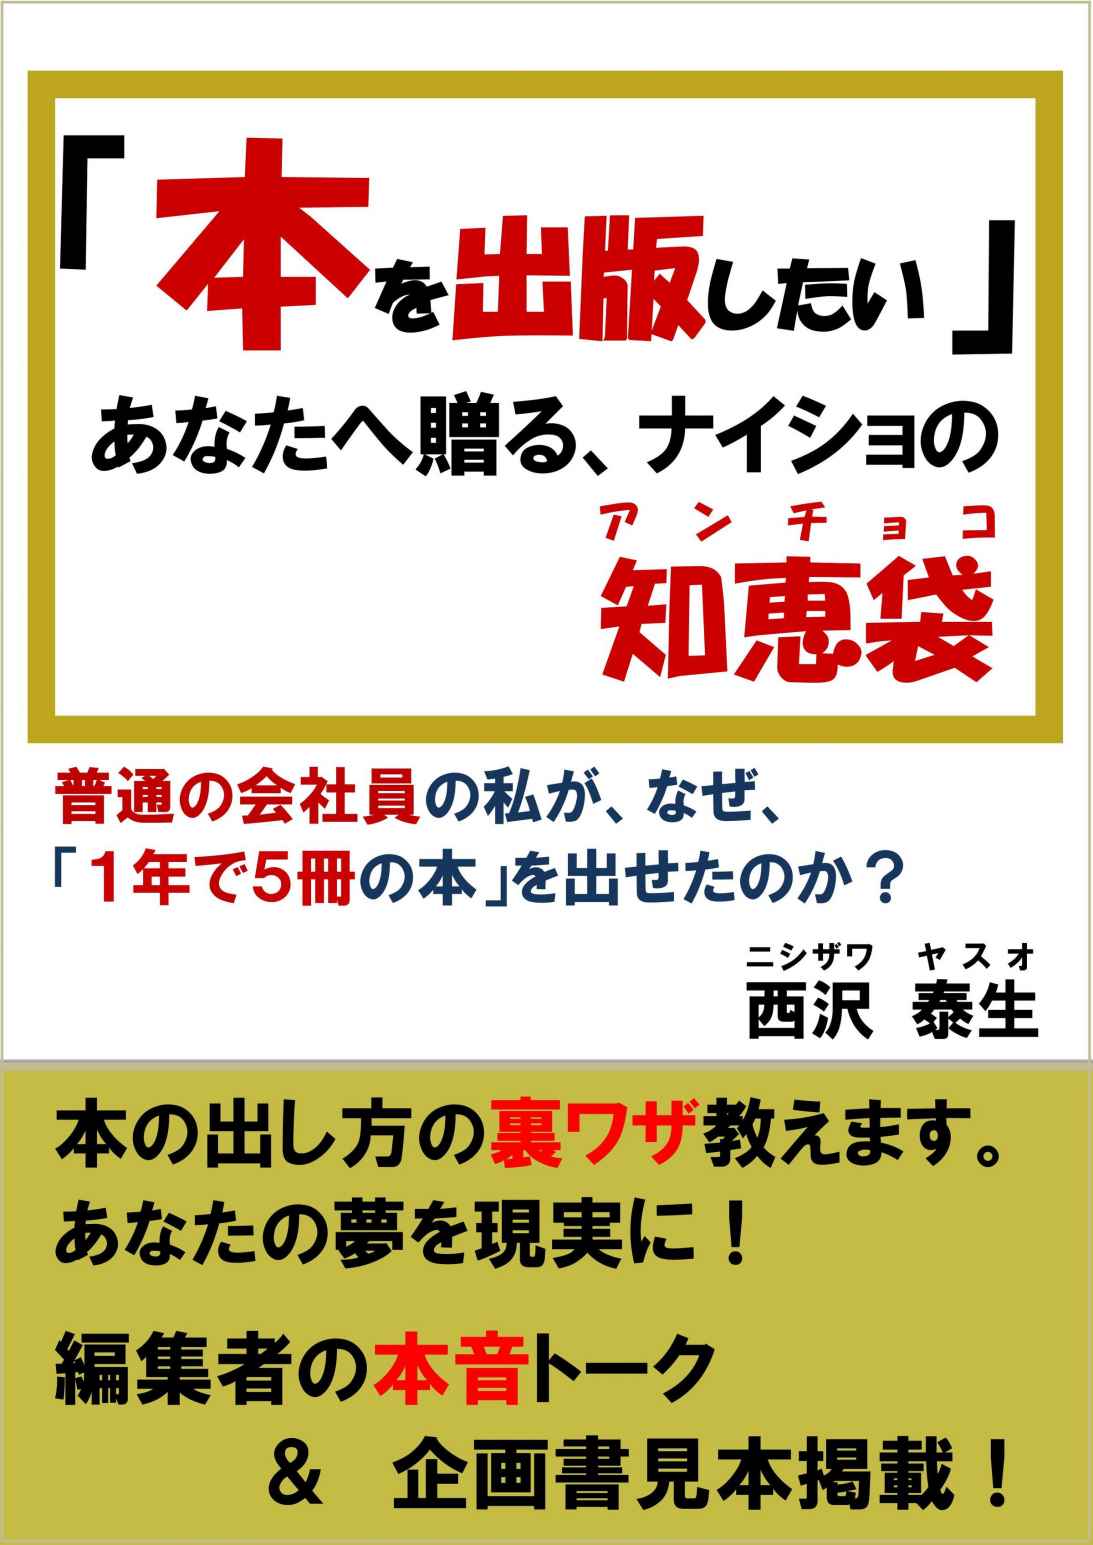 「本を出版したい」
あなたへ贈る、ナイショの
アンチョコ
知恵袋
普通の会社員の私が、なぜ、
「１年で５冊の本」を出せたのか？
ニシザワ　ヤスオ
西沢　泰生
本の出し方の裏ワザ教えます。
あなたの夢を現実に！
編集者の本音トーク
＆　企画書見本掲載！